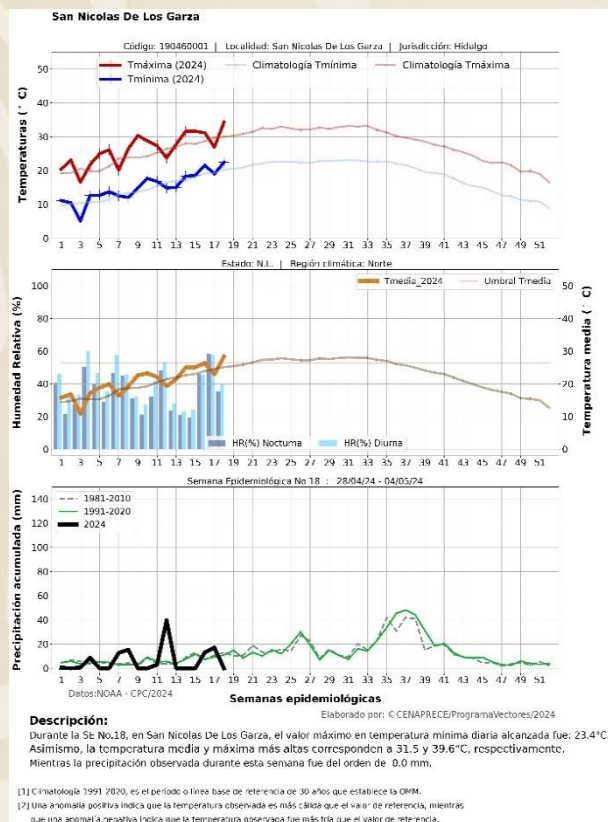 San Nicolas De Los Garza
Código: 190460001 | Localidad: San Nicolas De Los Garza | Jurisdicción: Hidalgo
Temperaturas (° C)
50
40
30
20
10
0
Tmáxima (2024)
Tmínima (2024)
Climatología Tmínima
Climatología Tmáxima
1 3 5 7 9 11 13 15 17 19 21 23 25 27 29 31 33 35 37 39 41 43 45 47 49 51
Estado: N.L. | Región climática: Norte
Humedad Relativa (%)
100
80
60
40
20
0
Tmedia_2024
Umbral Tmedia
HR(%) Nocturna
HR(%) Diurna
50
40
30
20
10
0
Temperatura media (° C)
1 3 5 7 9 11 13 15 17 19 21 23 25 27 29 31 33 35 37 39 41 43 45 47 49 51
Semana Epidemiológica No 18 : 28/04/24 - 04/05/24
Precipitación acumulada (mm)
140
120
100
80
60
40
20
0
1981-2010
1991-2020
2024
1 3 5 7 9 11 13 15 17 19 21 23 25 27 29 31 33 35 37 39 41 43 45 47 49 51
Datos:NOAA - CPC/2024
Semanas epidemiológicas
Elaborado por: ©CENAPRECE/ProgramaVectores/2024
Descripción:
Durante la SE No.18, en San Nicolas De Los Garza, el valor máximo en temperatura mínima diaria alcanzada fue: 23.4°C.
Asimismo, la temperatura media y máxima más altas corresponden a 31.5 y 39.6°C, respectivamente.
Mientras la precipitación observada durante esta semana fue del orden de 0.0 mm.
[1] Climatología 1991 2020, es el período o línea base de referencia de 30 años que establece la OMM.
[2] Una anomalía positiva indica que la temperatura observada es más cálida que el valor de referencia, mientras
que una anomalía negativa indica que la temperatura observada fue más fría que el valor de referencia.